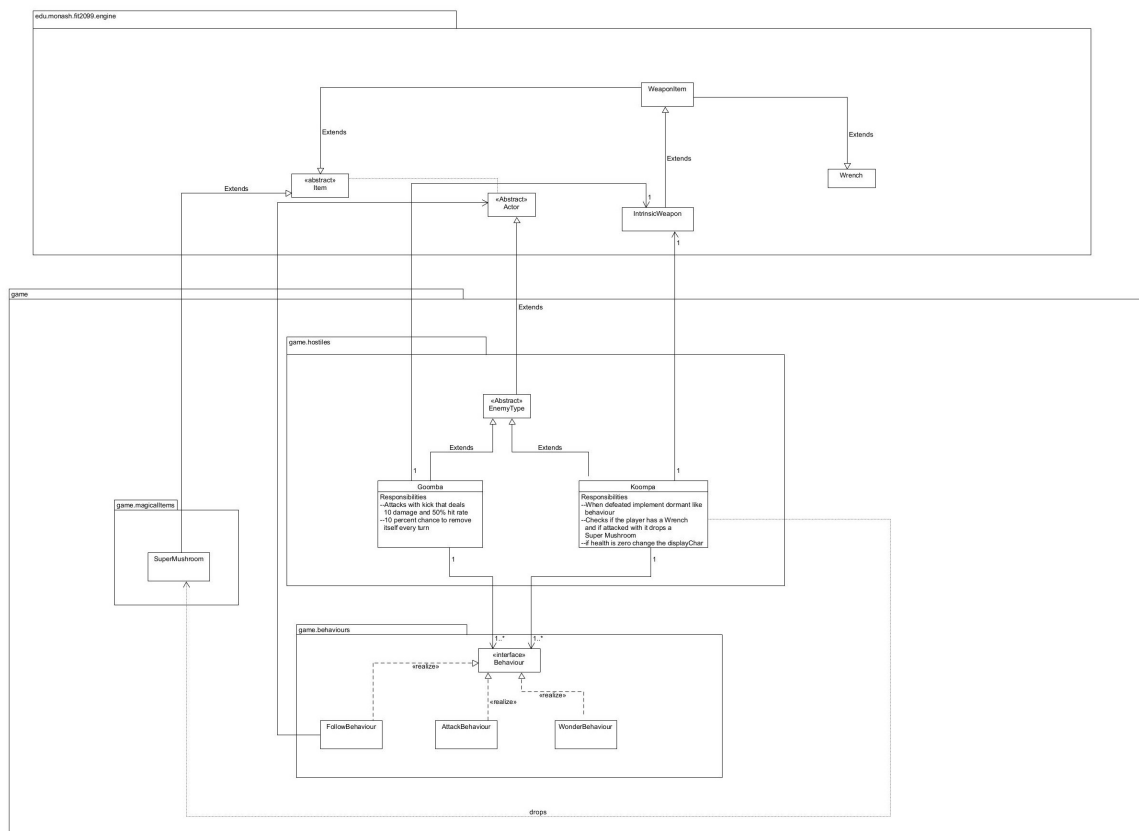 edu.monash.fit2099.engine
WeaponItem
Extends
Extends
Extends
«abstract»
Item
Wrench
Extends
«Abstract»
Actor
1
IntrinsicWeapon
1
game
Extends
game.hostiles
«Abstract»
EnemyType
Extends
Extends
1
1
Goomba
Responsibilities
--Attacks with kick that deals
10 damage and 50% hit rate
--10 percent chance to remove
itself every turn
Koompa
Responsibilities
--When defeated implement dormant like
behaviour
--Checks if the player has a Wrench
and if attacked with it drops a
Super Mushroom
--if health is zero change the displayChar
game.magicalItems
SuperMushroom
1
1
game.behaviours
1..*
1..*
«interface»
Behaviour
«realize»
«realize»
«realize»
FollowBehaviour
AttackBehaviour
WonderBehaviour
drops